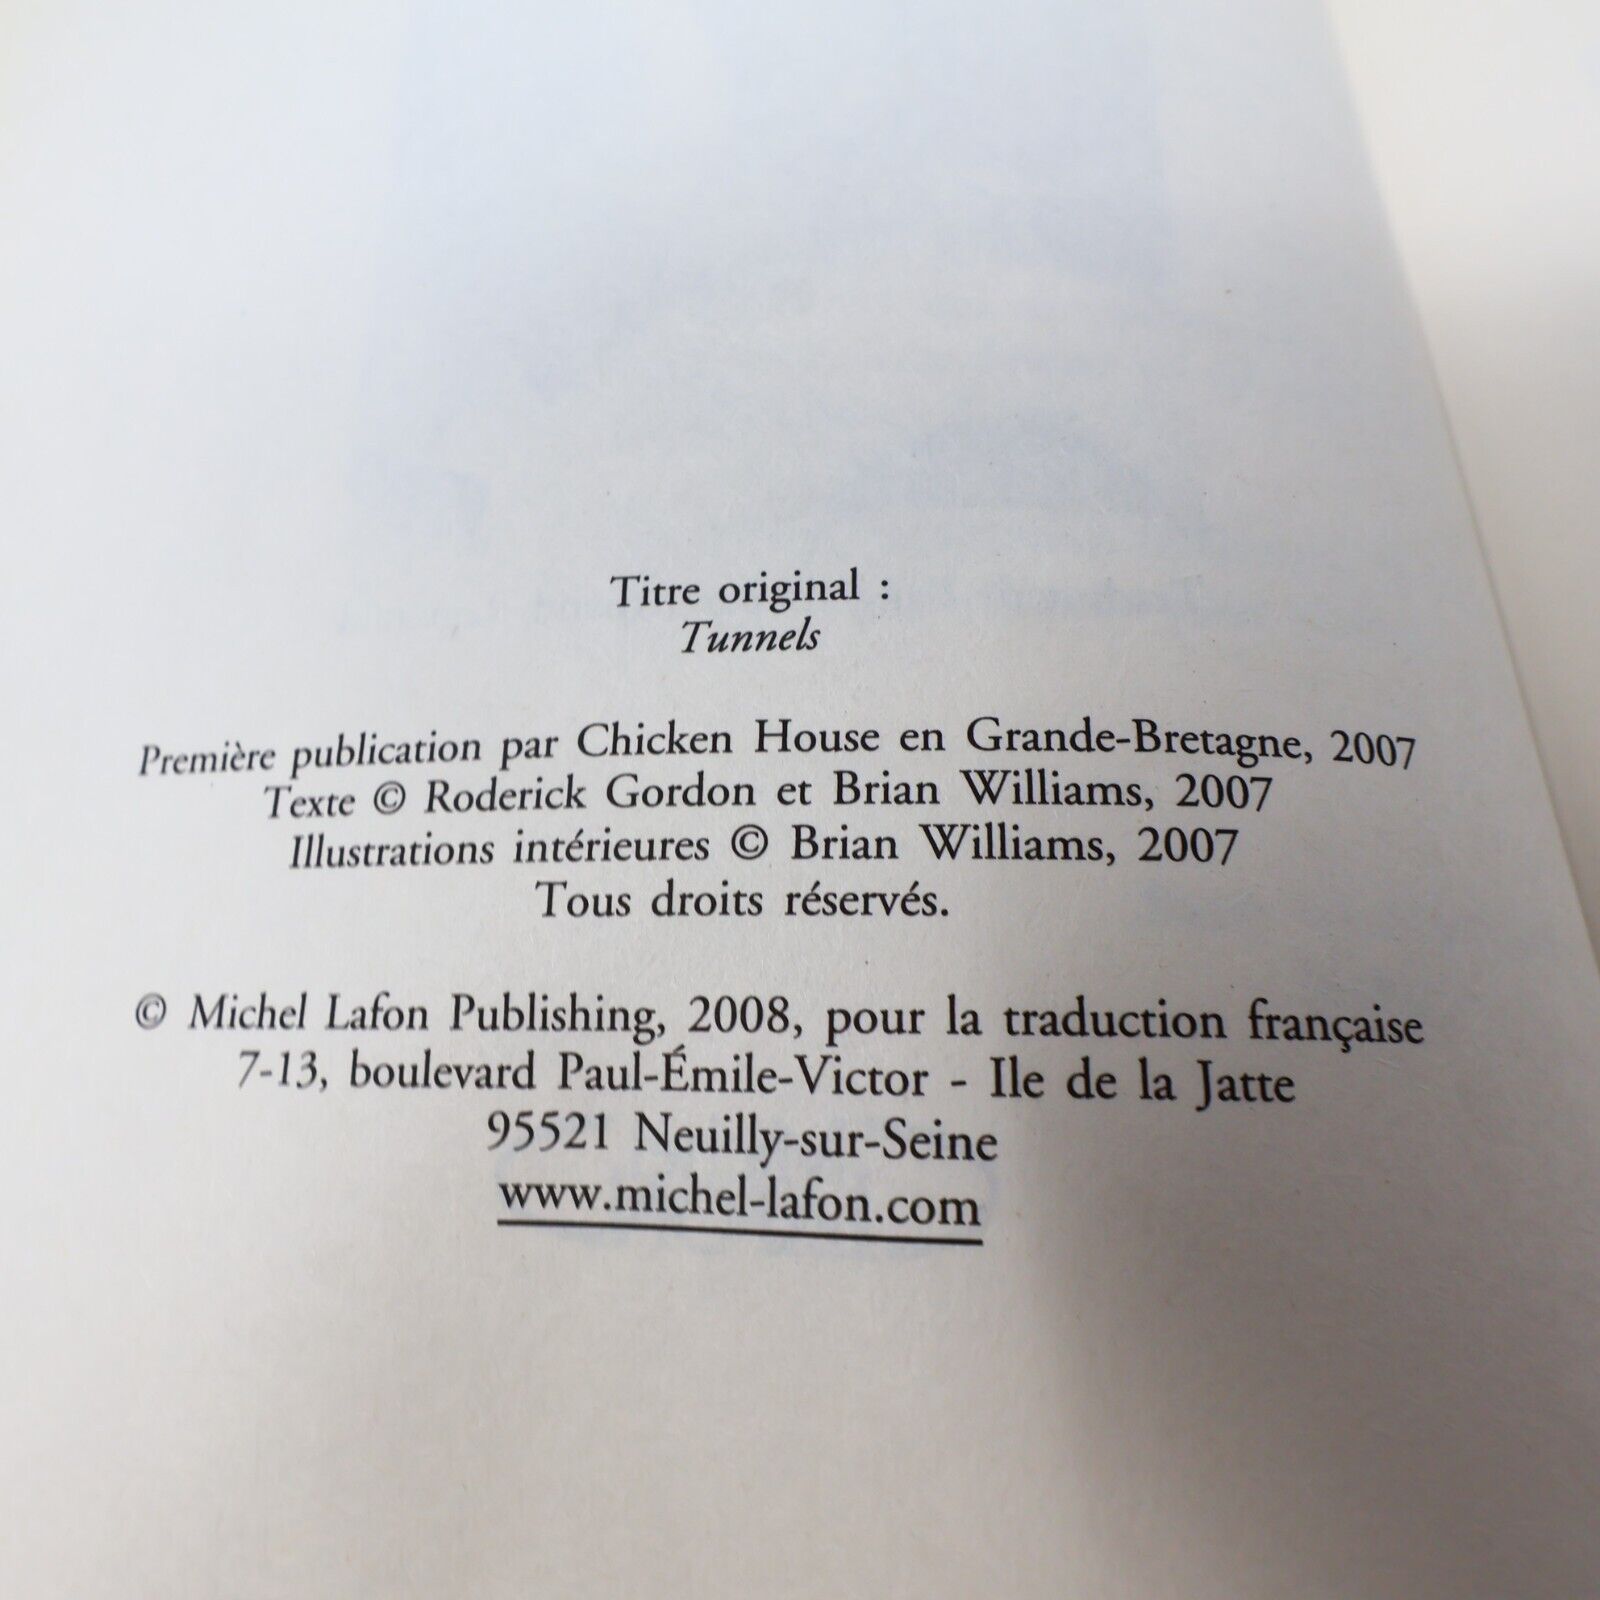 Titre original :
Tunnels
Première publication par Chicken House en Grande-Bretagne, 2007
Texte © Roderick Gordon et Brian Williams, 2007
Illustrations intérieures © Brian Williams, 2007
Tous droits réservés.
© Michel Lafon Publishing, 2008, pour la traduction française
7-13, boulevard Paul-Émile-Victor - Ile de la Jatte
95521 Neuilly-sur-Seine
www.michel-lafon.com